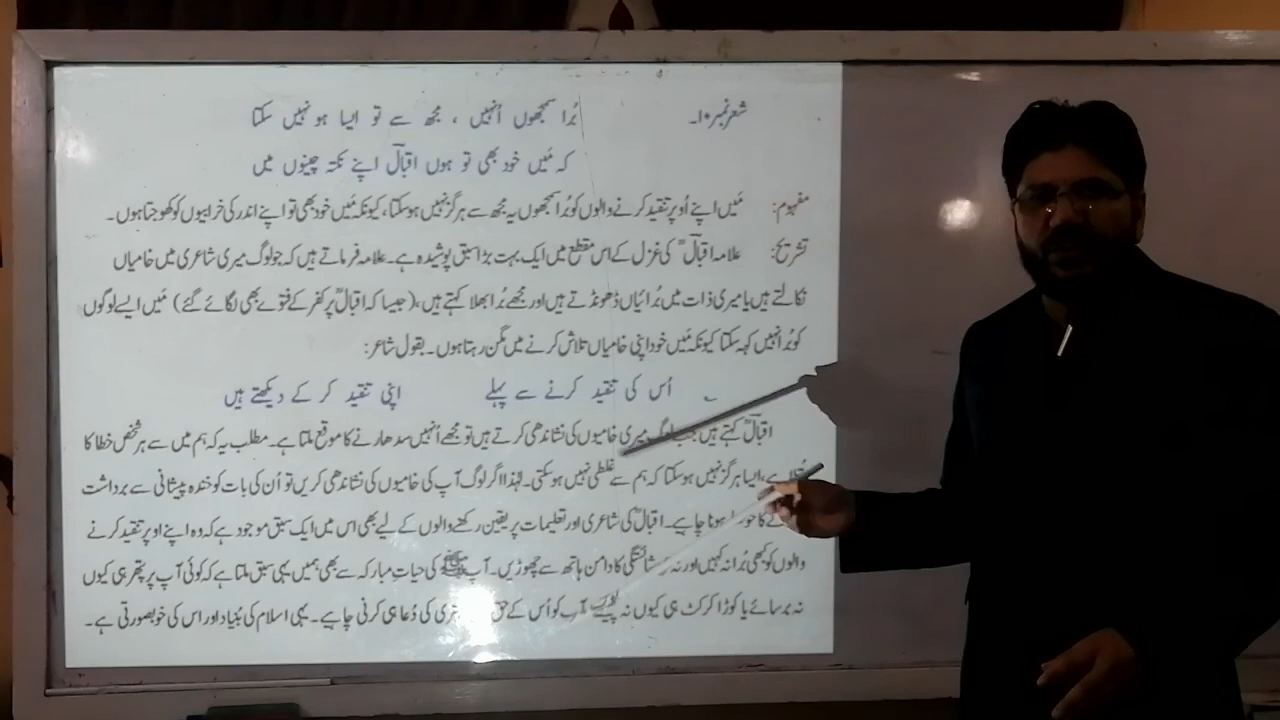 شعر نمبر ۱۰۔ بُرا سمجھوں اُنہیں ، مجھ سے تو ایسا ہو نہیں سکتا
کہ مَیں خود بھی تو ہوں اقبالؔ اپنے نکتہ چینوں میں
مفہوم: مَیں اپنے اُوپر تنقید کرنے والوں کو بُرا سمجھوں یہ مجھ سے ہرگز نہیں ہوسکتا، کیونکہ مَیں خود بھی تو اپنے اندر کی خرابیوں کو کھوجتا ہوں۔
تشریح: علامہ اقبالؔ ؒ کی غزل کے اس مقطع میں ایک بہت بڑا سبق پوشیدہ ہے۔ علامہ فرماتے ہیں کہ جو لوگ میری شاعری میں خامیاں
نکالتے ہیں یا میری ذات میں بُرائیاں ڈھونڈتے ہیں اور مجھے بُرا بھلا کہتے ہیں، (جیسا کہ اقبالؒ پر کفر کے فتوے بھی لگائے گئے) مَیں ایسے لوگوں
کو بُرا نہیں کہہ سکتا کیونکہ مَیں خود اپنی خامیاں تلاش کرنے میں مگن رہتا ہوں۔ بقول شاعر:
؎ اُس کی تنقید کرنے سے پہلے اپنی تنقید کر کے دیکھتے ہیں
اقبالؔؒ کہتے ہیں جب لوگ میری خامیوں کی نشاندھی کرتے ہیں تو مجھے اُنہیں سدھارنے کا موقع ملتا ہے۔ مطلب یہ کہ ہم میں سے ہر شخص خطا کا
ہے، ایسا ہرگز نہیں ہوسکتا کہ ہم سے غلطی نہیں ہوسکتی۔ لہٰذا اگر لوگ آپ کی خامیوں کی نشاندھی کریں تو اُن کی بات کو خندہ پیشانی سے برداشت
کا ہونا چاہیے۔ اقبالؒ کی شاعری اور تعلیمات پر یقین رکھنے والوں کے لیے بھی اس میں ایک سبق موجود ہے کہ وہ اپنے اوپر تنقید کرنے
والوں کو کبھی بُرا نہ کہیں اور نہ شائستگی کا دامن ہاتھ سے چھوڑیں۔ آپ ﷺ کی حیاتِ مبارکہ سے بھی ہمیں یہی سبق ملتا ہے کہ کوئی آپ پر پتھر ہی کیوں
نہ برسائے یا کوڑا کرکٹ ہی کیوں نہ آپ کو اُس کے حق کی دُعا ہی کرنی چاہیے۔ یہی اسلام کی بُنیاد اور اس کی خوبصورتی ہے۔